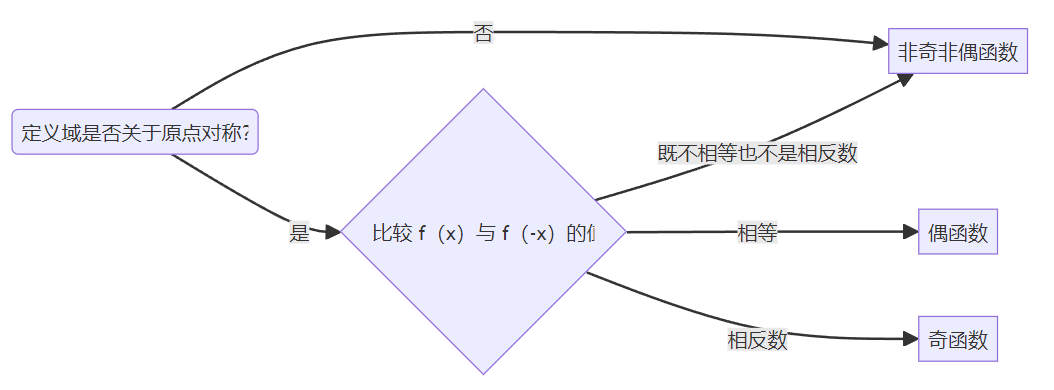 否
非奇非偶函数
定义域是否关于原点对称?
既不相等也不是相反数
是
比较 f（x）与 f（-x）的
相等
偶函数
相反数
奇函数